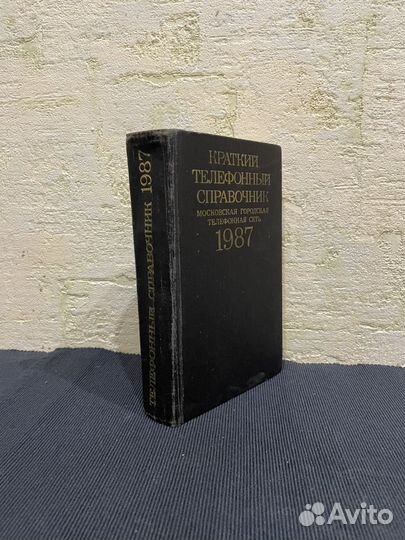 КРАТКИЙ
ТЕЛЕФОННЫЙ
СПРАВОЧНИК
МОСКОВСКАЯ ГОРОДСКАЯ
ТЕЛЕФОННАЯ СЕТЬ
1987
ТЕЛЕФОННЫЙ СПРАВОЧНИК 1987
Avito